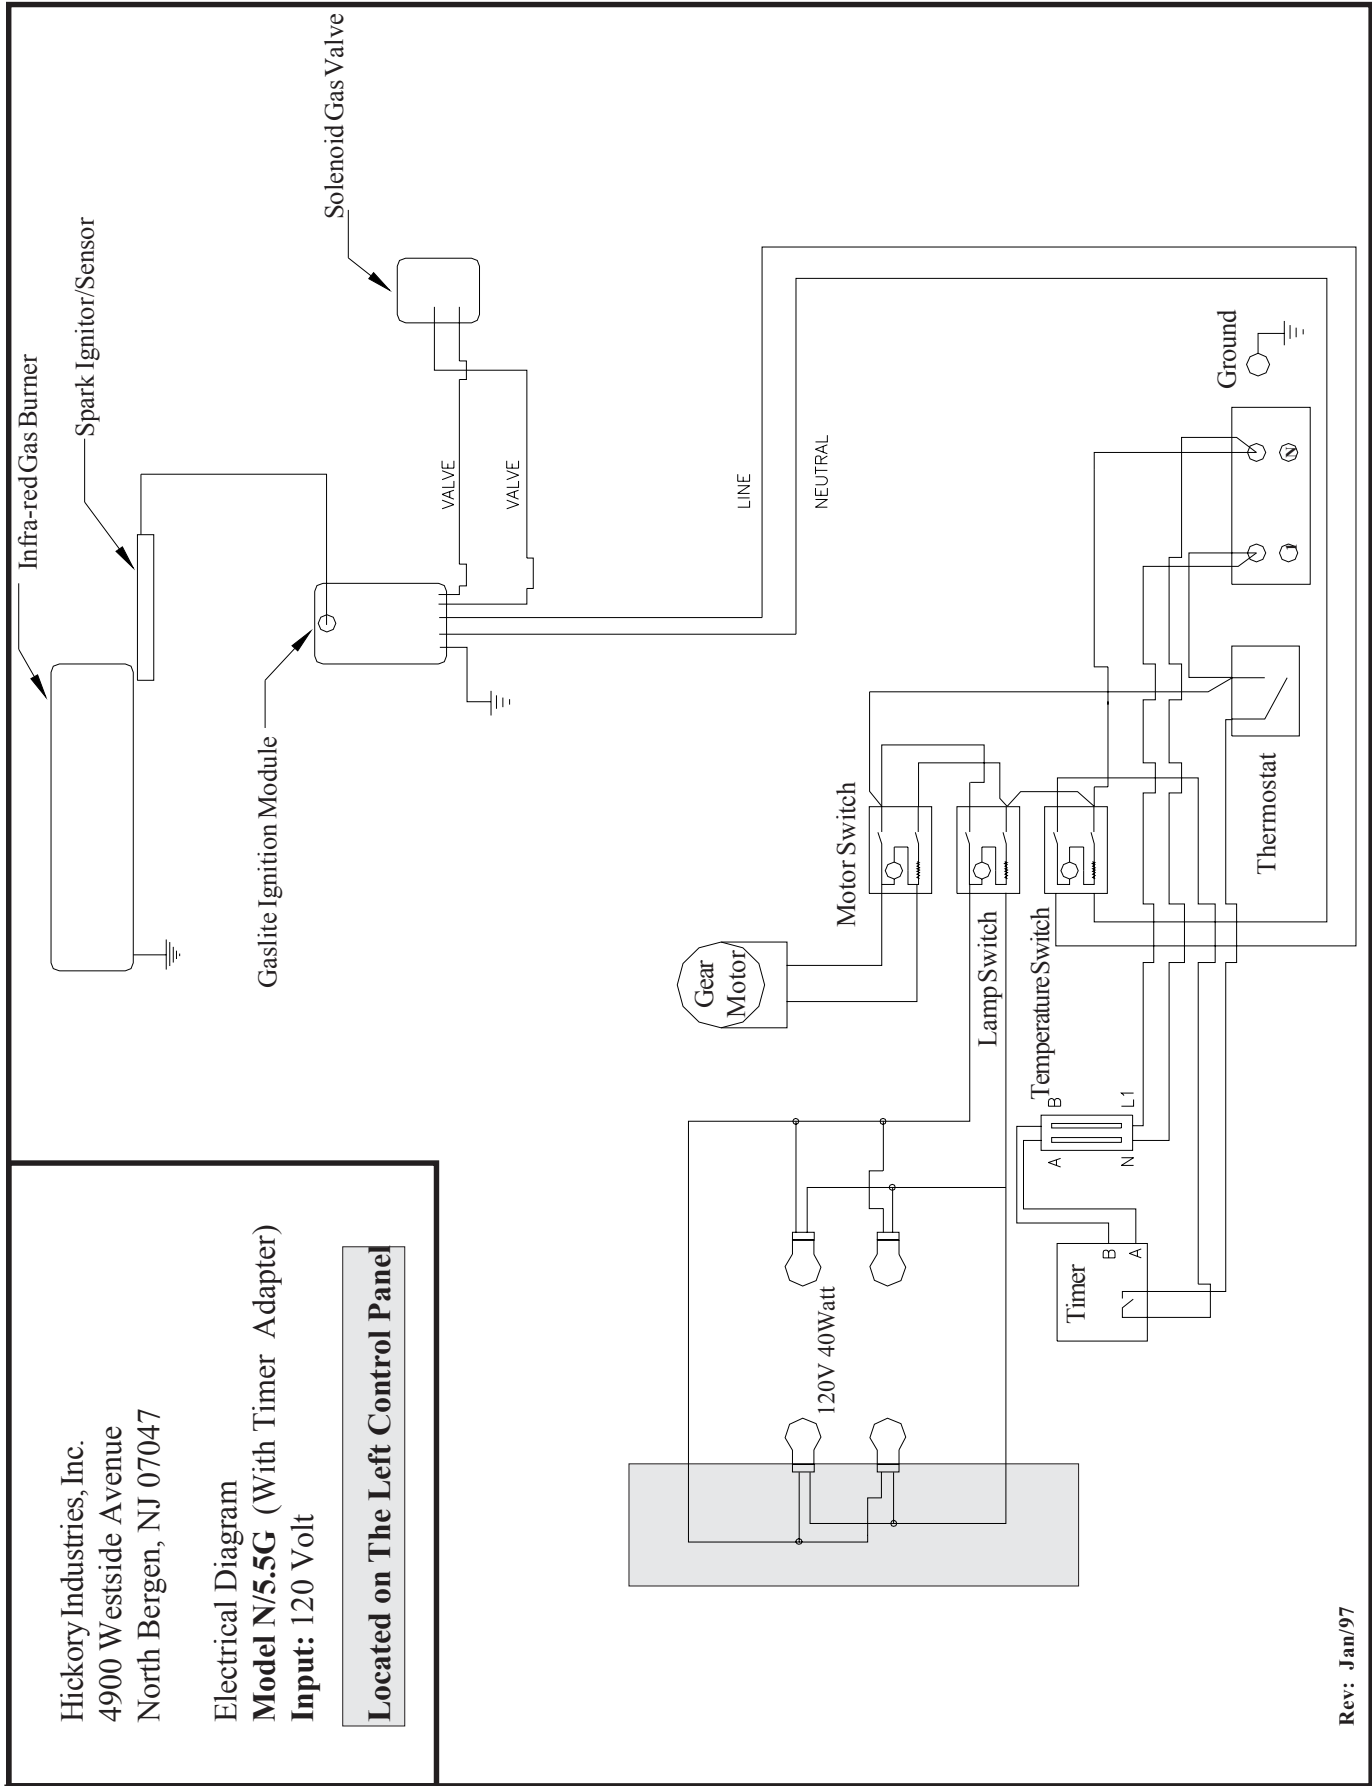 Hickory Industries, Inc.
4900 Westside Avenue
North Bergen, NJ 07047
Electrical Diagram
Model N/5.5G (With Timer Adapter)
Input: 120 Volt
Located on The Left Control Panel
Infra-red Gas Burner
Spark Ignitor/Sensor
Solenoid Gas Valve
Gaslite Ignition Module
VALVE
VALVE
LINE
NEUTRAL
Gear
Motor
Motor Switch
Lamp Switch
Temperature Switch
120V 40Watt
Timer
B
A
A
B
N
L1
Thermostat
Ground
N
Rev: Jan/97